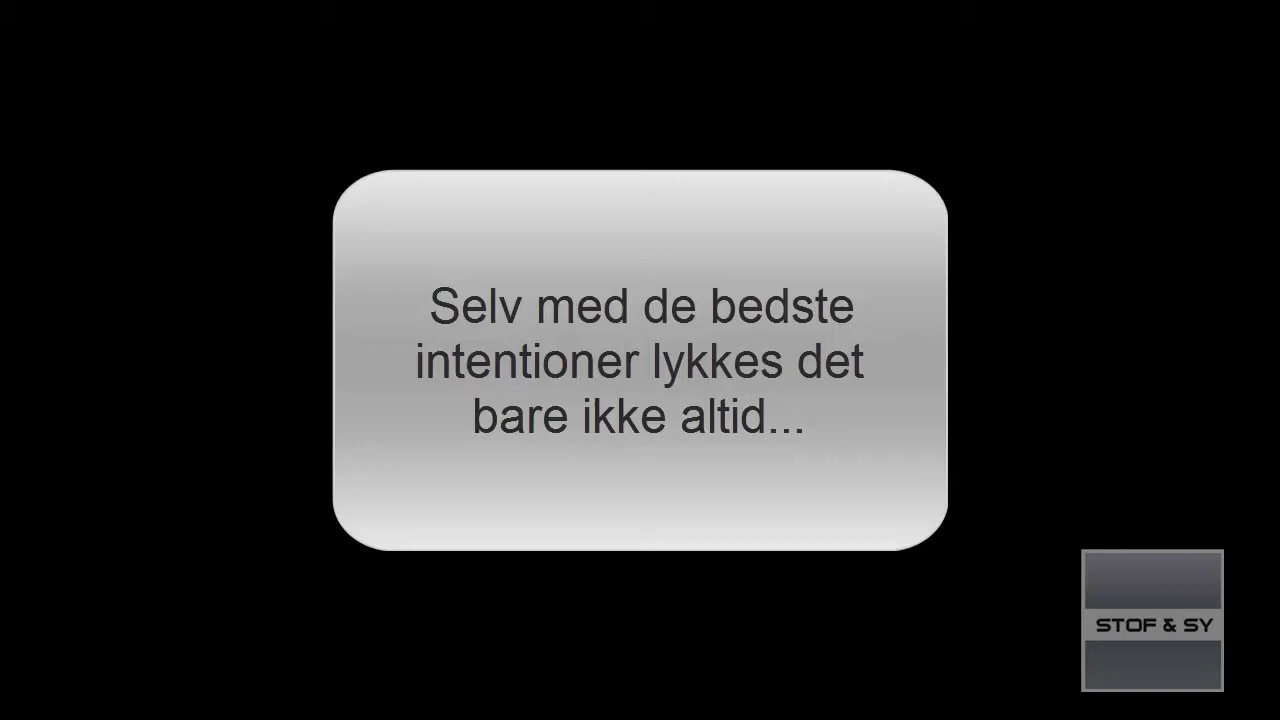 Selv med de bedste
intentioner lykkes det
bare ikke altid...
STOF & SY